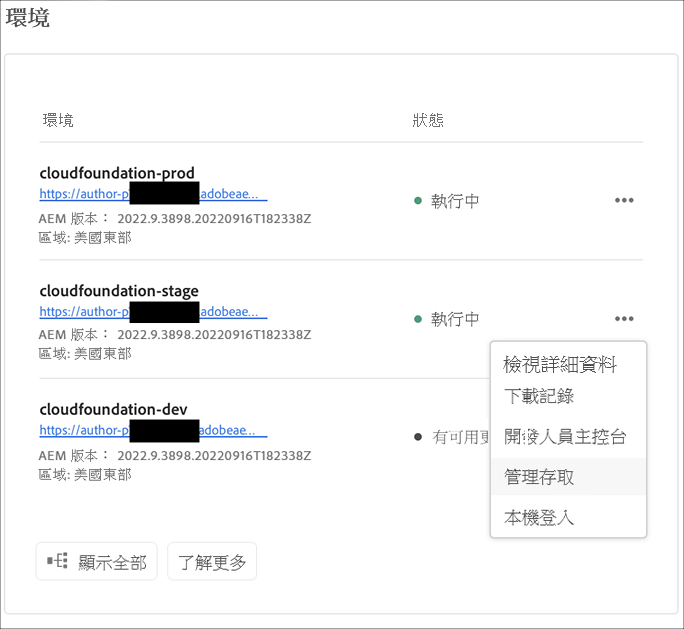 環境
環境 狀態
cloudfoundation-prod
https://author-p adobeae...
執行中
AEM 版本： 2022.9.3898.20220916T182338Z
區域: 美國東部
cloudfoundation-stage
https://author-p .adobeae...
執行中
AEM 版本： 2022.9.3898.20220916T182338Z
區域: 美國東部
檢視詳細資料
下載記錄
開發人員主控台
管理存取
本機登入
cloudfoundation-dev
https://author-p adobeae...
有可用更
AEM 版本： 2022.9.3898.20220916T182338Z
區域: 美國東部
顯示全部 了解更多